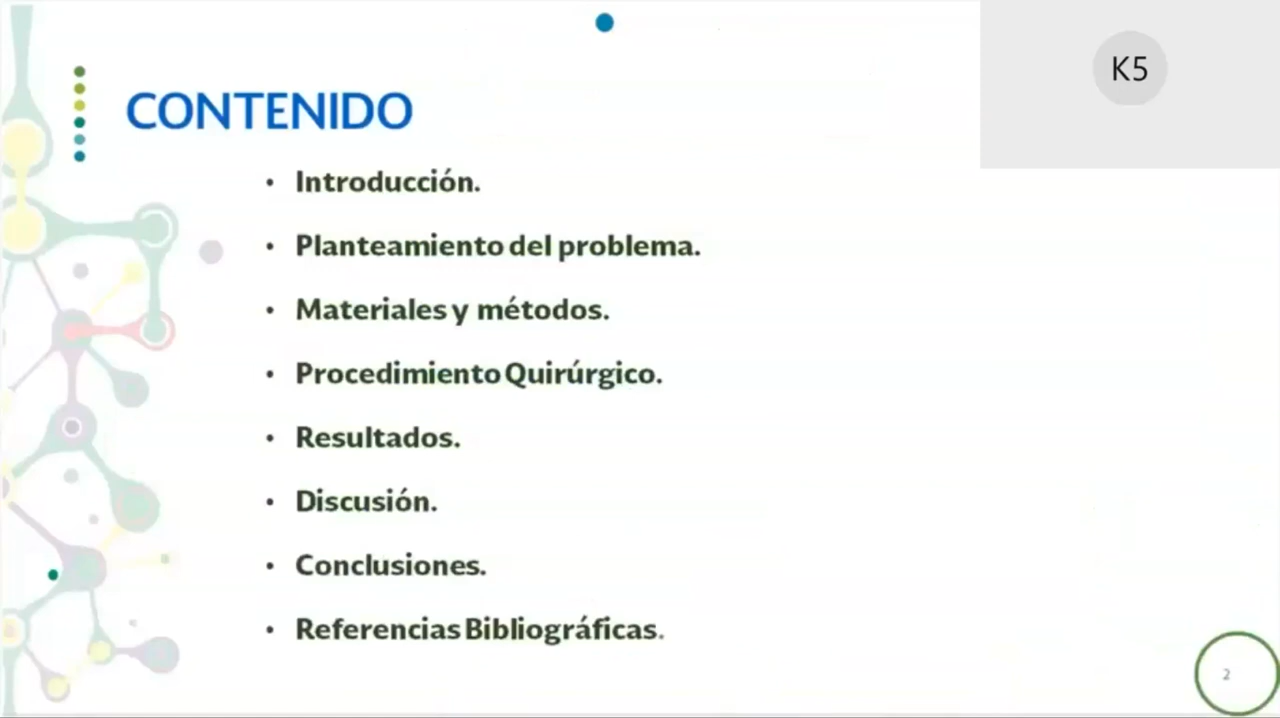 K5
CONTENIDO
• Introducción.
• Planteamiento del problema.
• Materiales y métodos.
• Procedimiento Quirúrgico.
• Resultados.
• Discusión.
• Conclusiones.
• Referencias Bibliográficas.
2